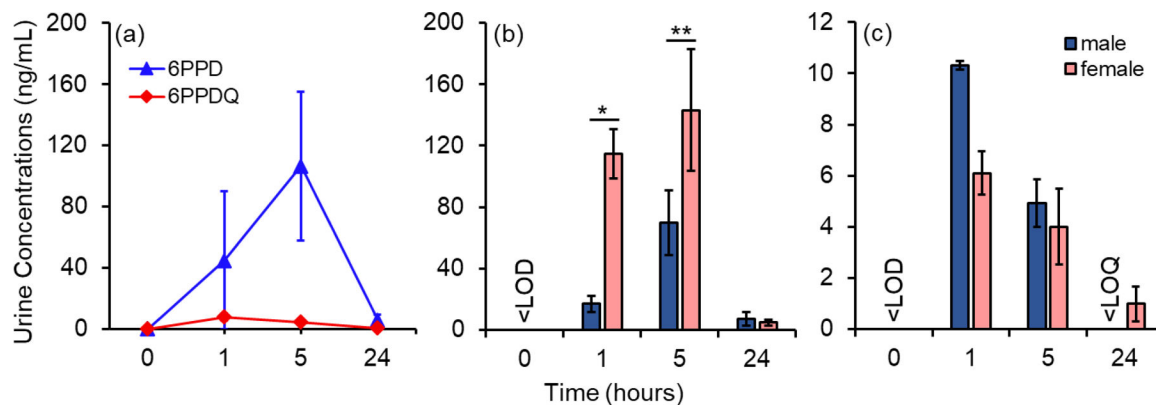 Urine Concentrations (ng/mL)
200
160
120
80
40
0
(a)
6PPD
6PPDQ
0 1 5 24
200
160
120
80
40
0
(b)
<LOD
*
**
0 1 5 24
12
10
8
6
4
2
0
(c)
male
female
<LOD
<LOQ
0 1 5 24
Time (hours)